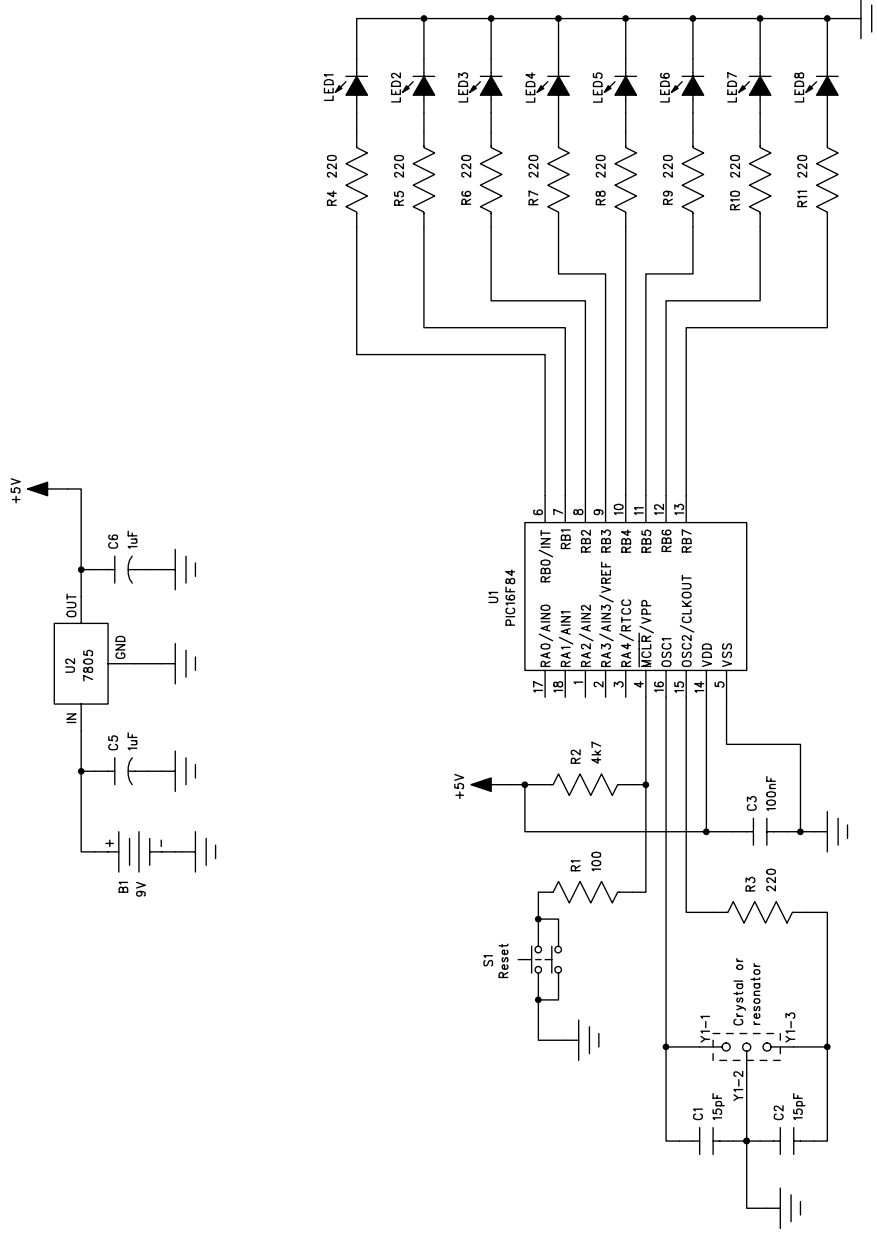 +5V
OUT
C6
1uF
U2
7805
GND
IN
C5
1uF
+
-
B1
9V
LED1
LED2
LED3
LED4
LED5
LED6
LED7
LED8
R4 220
R5 220
R6 220
R7 220
R8 220
R9 220
R10 220
R11 220
U1
PIC16F84
6
7
8
9
10
11
12
13
RB0/INT
RB1
RB2
RB3
RB4
RB5
RB6
RB7
RA0/AIN0
RA1/AIN1
RA2/AIN2
RA3/AIN3/VREF
RA4/RTCC
MCLR/VPP
OSC1
OSC2/CLKOUT
VDD
VSS
17
18
1
2
3
4
16
15
14
5
+5V
R2
4k7
R1
100
C3
100nF
R3
220
S1
Reset
Crystal or
resonator
Y1-1
Y1-2
Y1-3
C1
15pF
C2
15pF